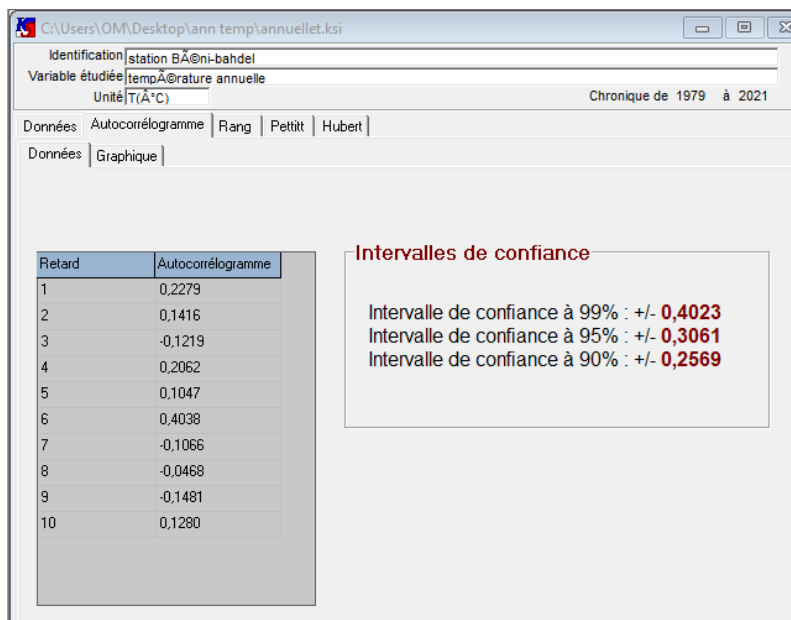 C:\Users\OM\Desktop\ann temp\annuellet.ksi
Identification station BÃ©ni-bahdel
Variable étudiée tempÃ©rature annuelle
Unité T(Â°C) Chronique de 1979 à 2021
Données Autocorrélogramme Rang Pettitt Hubert
Données Graphique
Retard Autocorrélogramme
1 0,2279
2 0,1416
3 -0,1219
4 0,2062
5 0,1047
6 0,4038
7 -0,1066
8 -0,0468
9 -0,1481
10 0,1280
Intervalles de confiance
Intervalle de confiance à 99% : +/- 0,4023
Intervalle de confiance à 95% : +/- 0,3061
Intervalle de confiance à 90% : +/- 0,2569